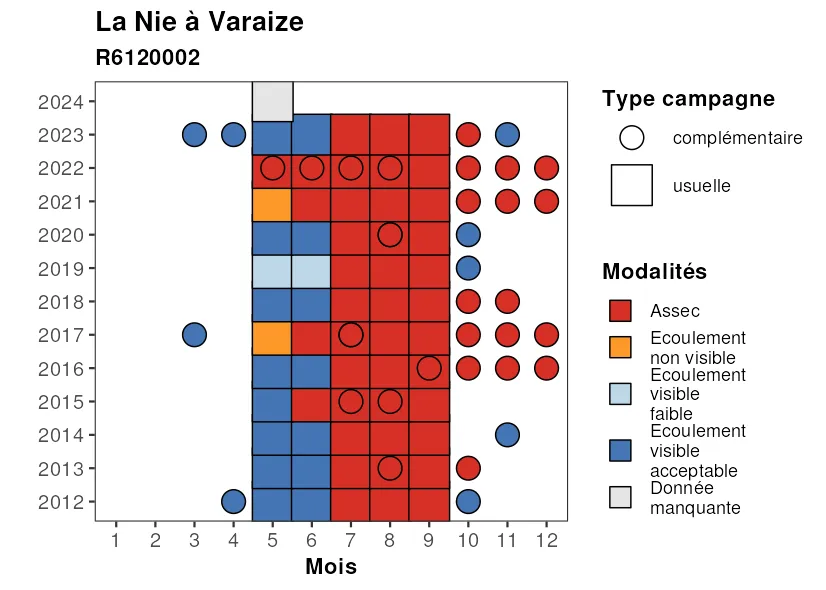 La Nie à Varaize
R6120002
2024
2023
2022
2021
2020
2019
2018
2017
2016
2015
2014
2013
2012
1 2 3 4 5 6 7 8 9 10 11 12
Mois
Type campagne
complémentaire
usuelle
Modalités
Assec
Ecoulement
non visible
Ecoulement
visible
faible
Ecoulement
visible
acceptable
Donnée
manquante